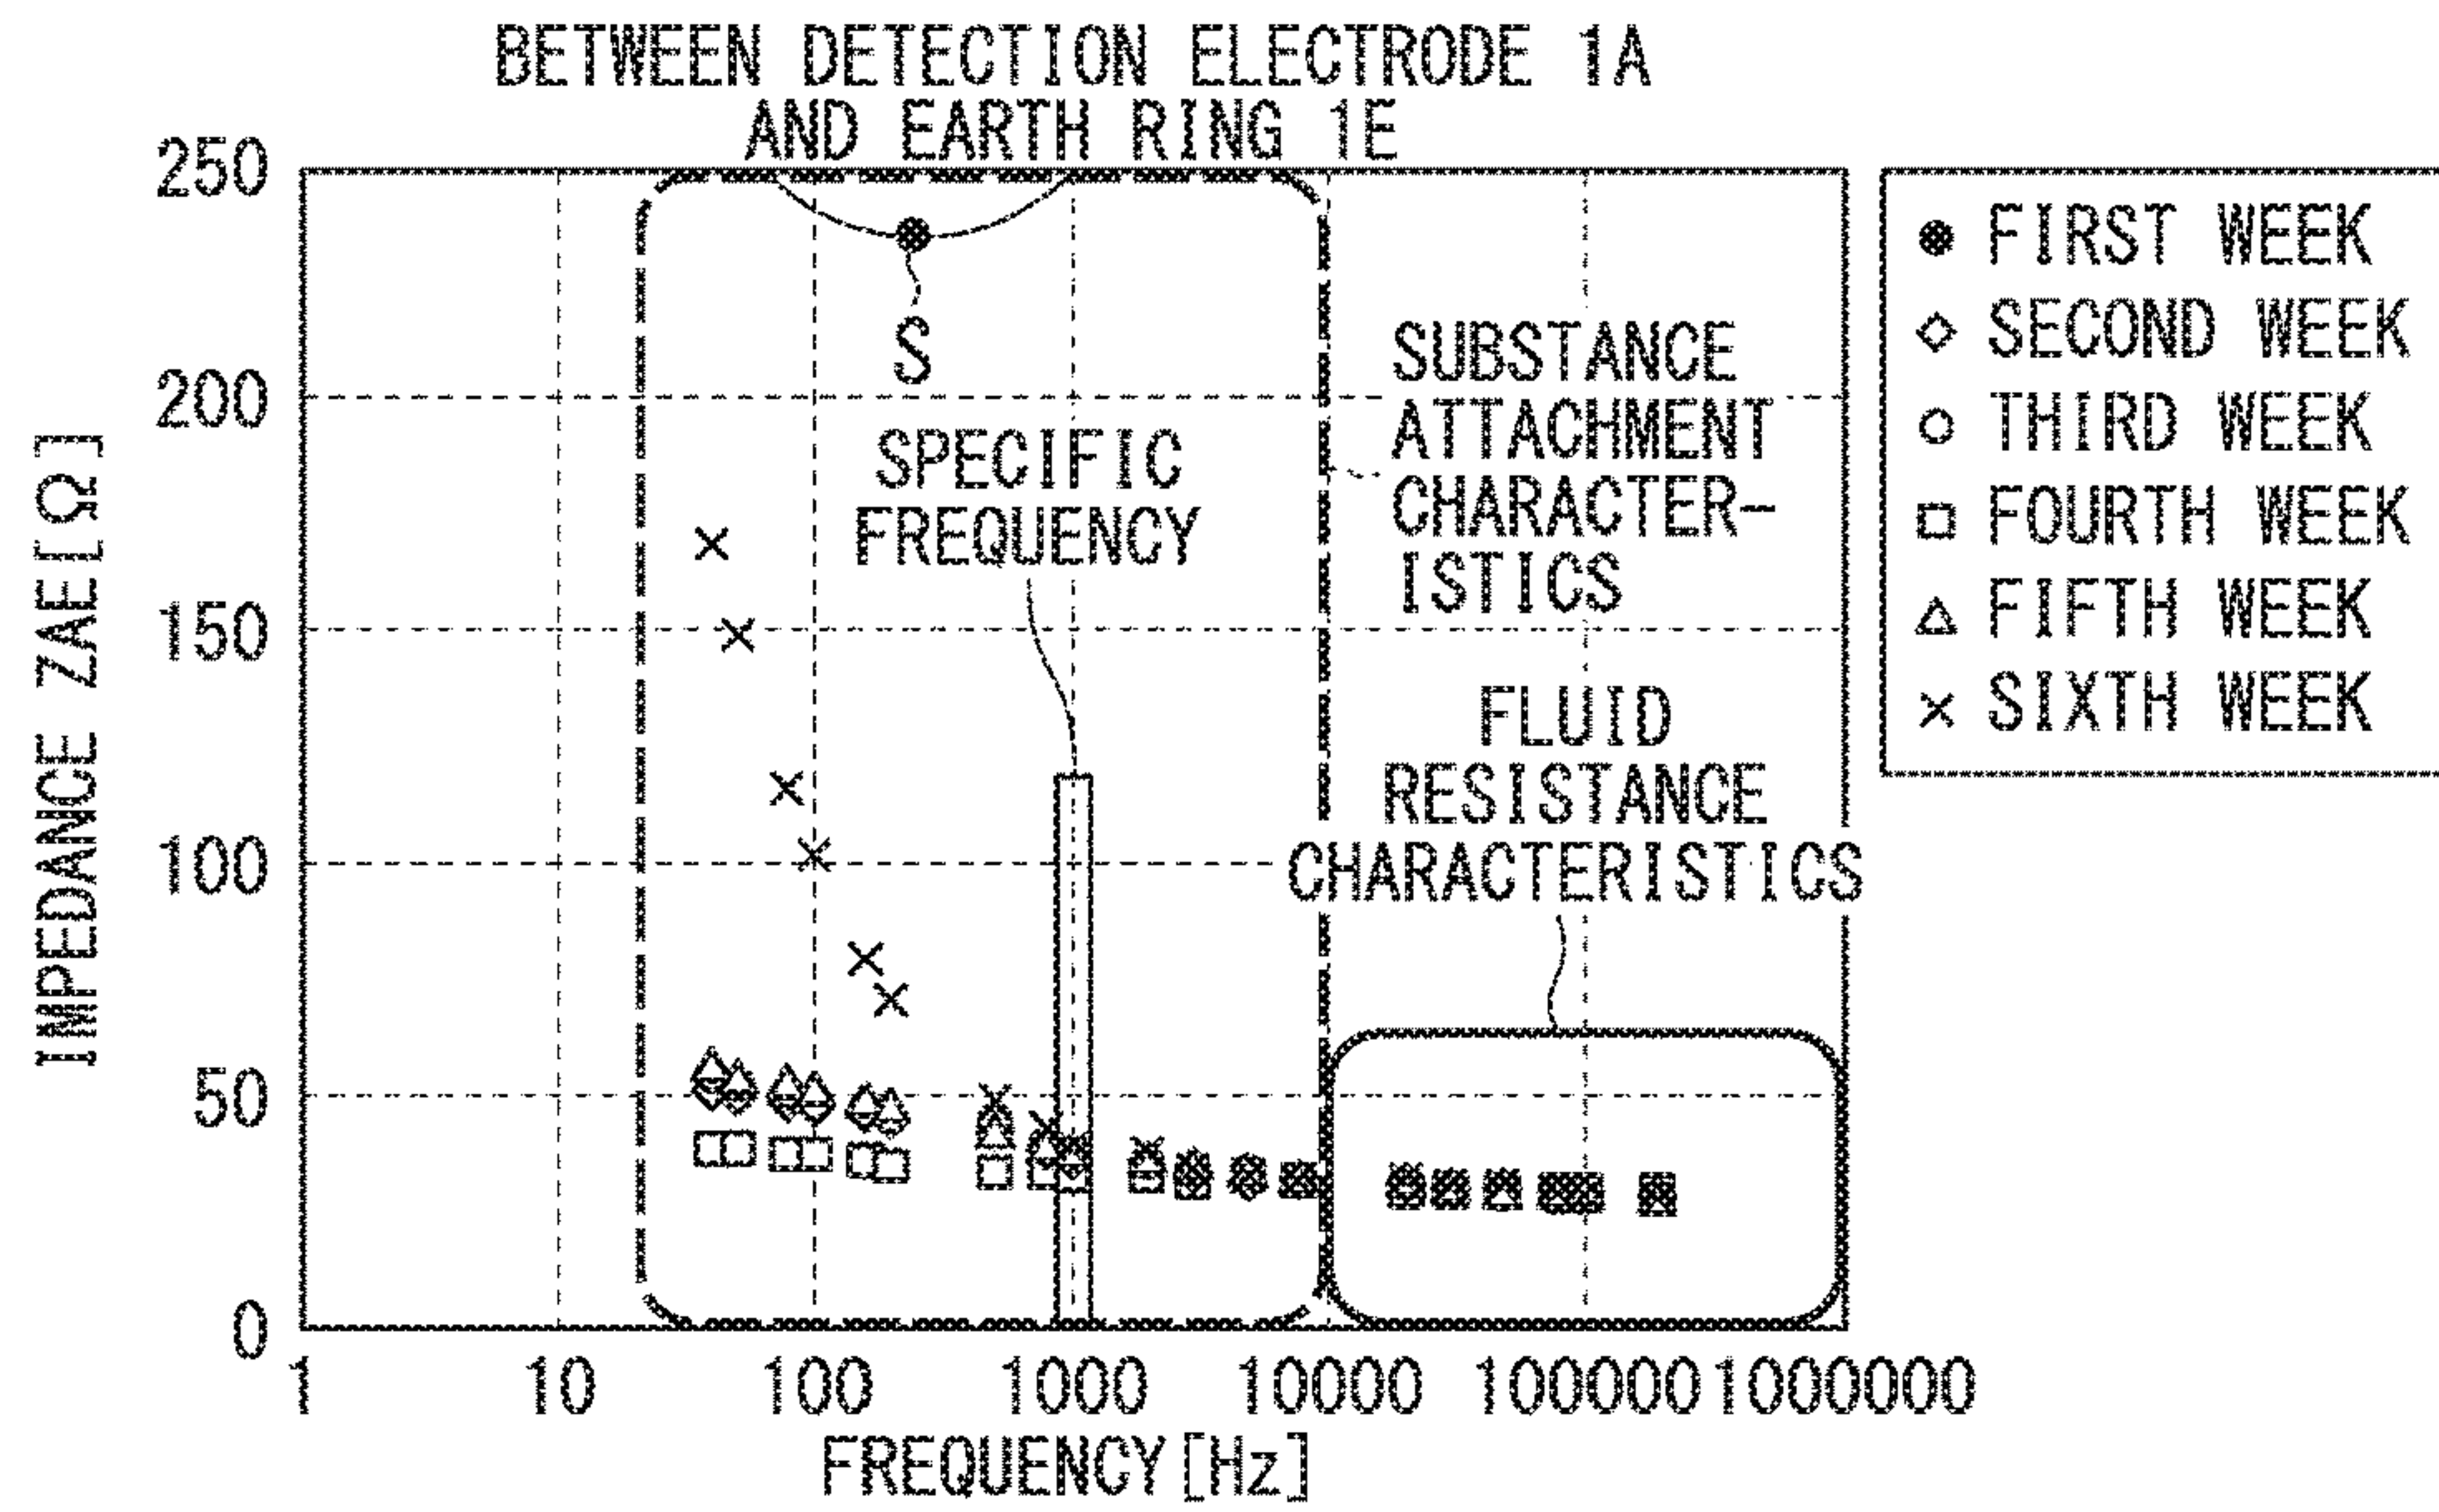 BETWEEN DETECTION ELECTRODE 1A
AND EARTH RING 1E
IMPEDANCE ZAE[Ω]
250
200
150
100
50
0
1
10
100
1000
10000
100000
1000000
FREQUENCY[Hz]
S
SPECIFIC
FREQUENCY
SUBSTANCE
ATTACHMENT
CHARACTER-
ISTICS
FLUID
RESISTANCE
CHARACTERISTICS
FIRST WEEK
SECOND WEEK
THIRD WEEK
FOURTH WEEK
FIFTH WEEK
SIXTH WEEK